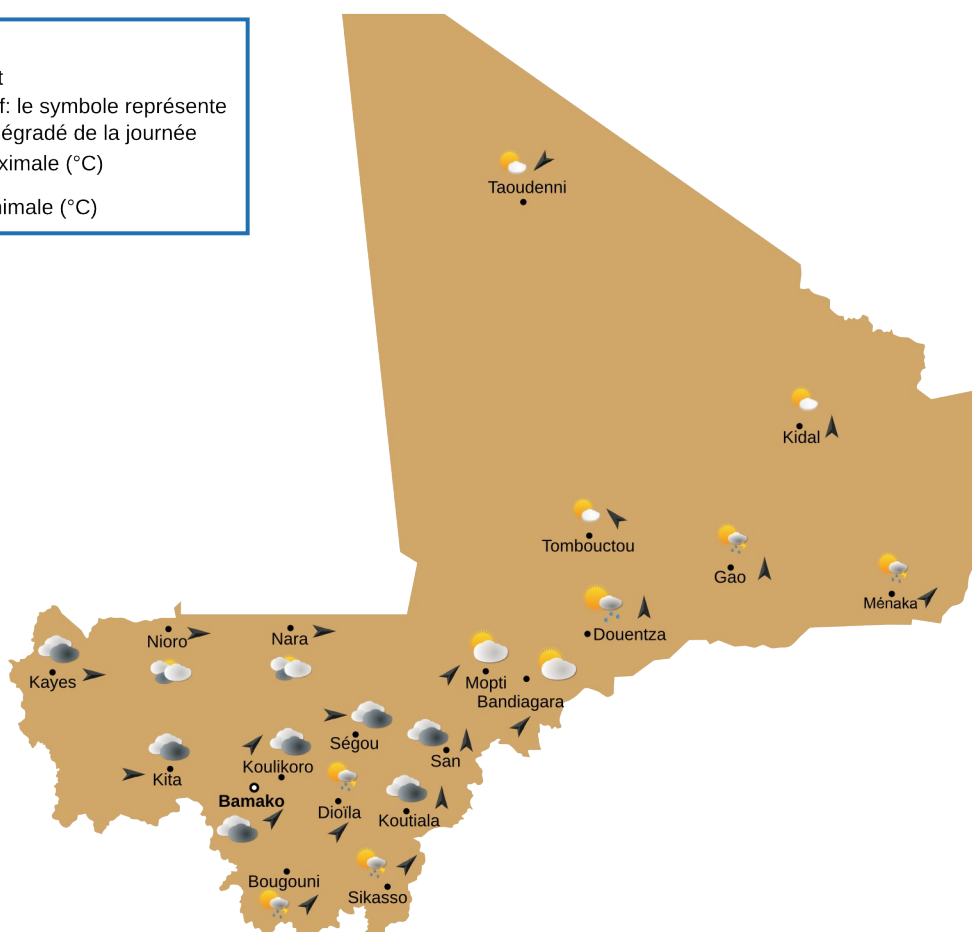 t
f: le symbole représente
égradé de la journée
ximale (°C)
nimale (°C)
Taoudenni
Kidal
Tombouctou
Gao
Ménaka
Douentza
Nioro
Nara
Kayes
Mopti
Bandiagara
Ségou
San
Koulikoro
Kita
Bamako
Dioïla
Koutiala
Bougouni
Sikasso